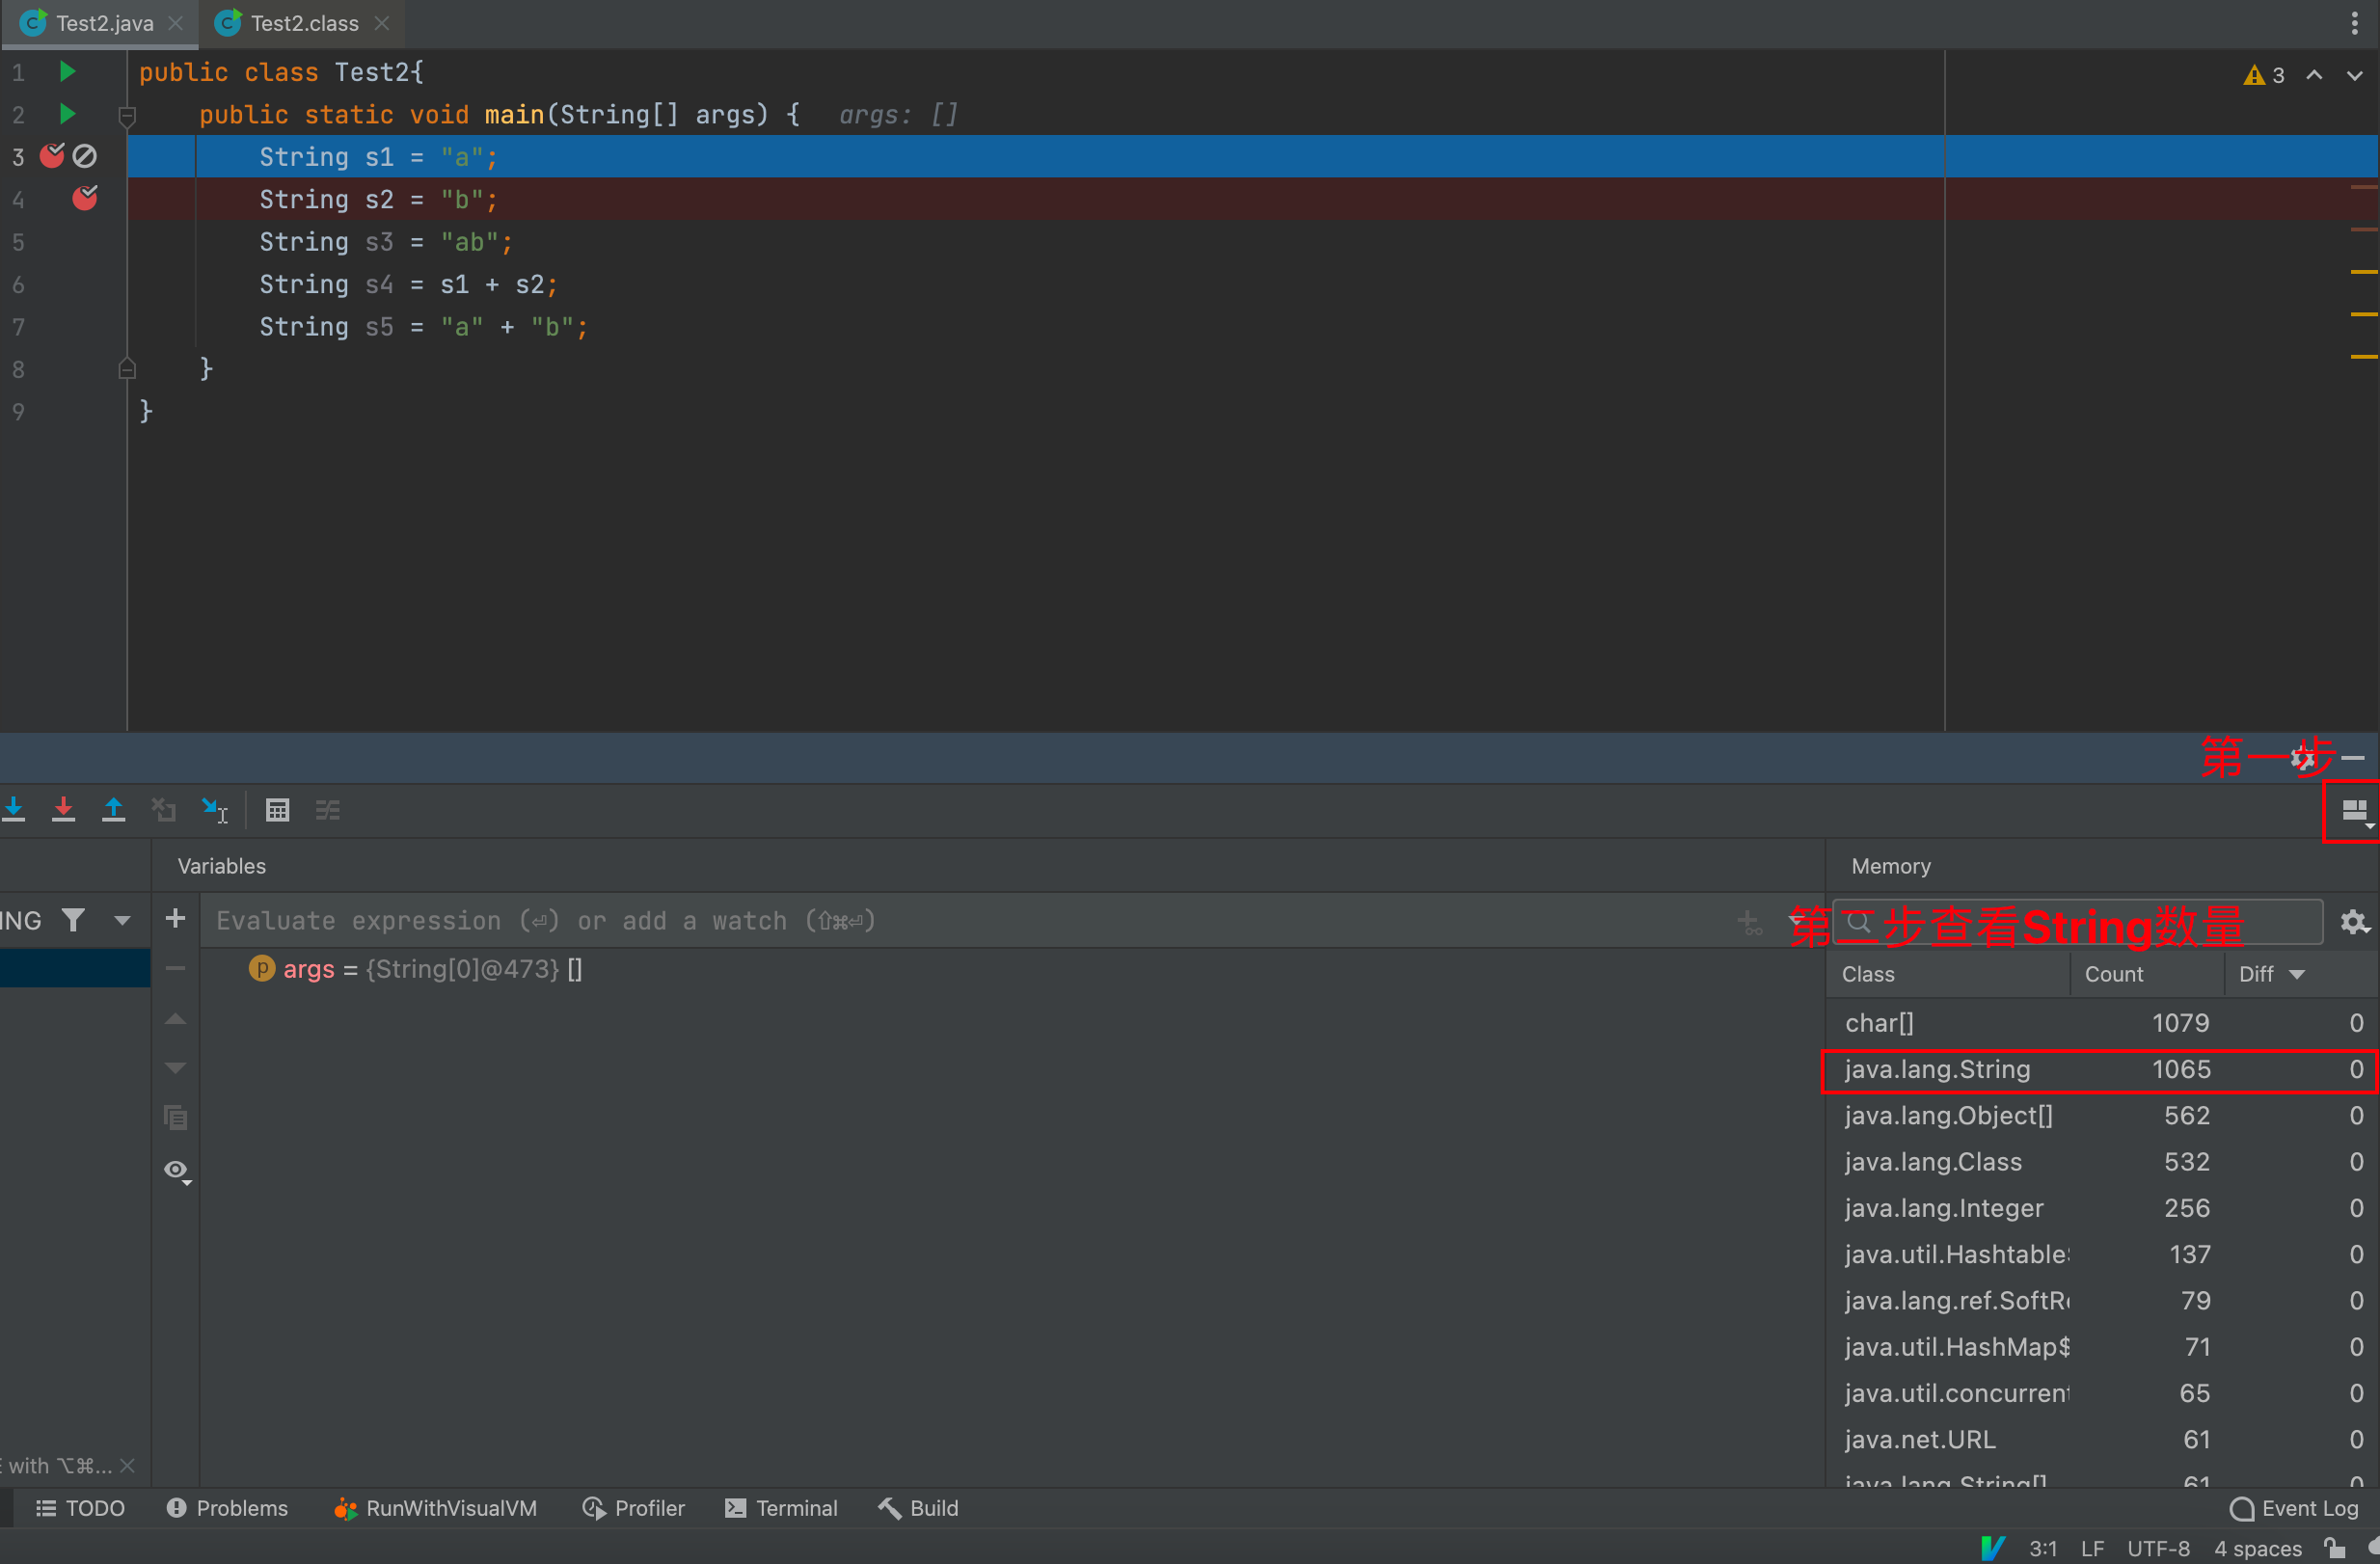 Test2.java
Test2.class
1 public class Test2{
3
2 public static void main(String[] args) { args: []
3 String s1 = "a";
4 String s2 = "b";
5 String s3 = "ab";
6 String s4 = s1 + s2;
7 String s5 = "a" + "b";
8 }
9 }
第一步
Variables
Memory
ING
Evaluate expression (⏎) or add a watch (⇧⌘⏎)
第二步查看String数量
args = {String[0]@473} []
Class Count Diff
char[] 1079 0
java.lang.String 1065 0
java.lang.Object[] 562 0
java.lang.Class 532 0
java.lang.Integer 256 0
java.util.Hashtable 137 0
java.lang.ref.SoftR 79 0
java.util.HashMap$ 71 0
java.util.concurren 65 0
java.net.URL 61 0
java.lang.String[] 61 0
with ⌥⌘...
TODO Problems RunWithVisualVM Profiler Terminal Build Event Log
3:1 LF UTF-8 4 spaces